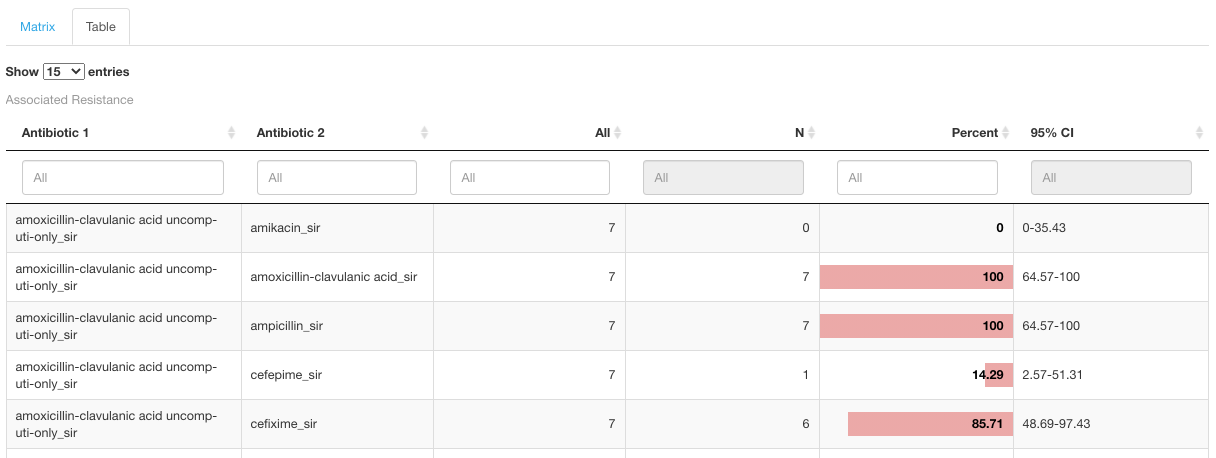 Matrix Table
Show 15 entries
Associated Resistance
Antibiotic 1 Antibiotic 2 All N Percent 95% CI
All All All All All All
amoxicillin-clavulanic acid uncomp-
uti-only_sir amikacin_sir 7 0 0 0-35.43
amoxicillin-clavulanic acid uncomp-
uti-only_sir amoxicillin-clavulanic acid_sir 7 7 100 64.57-100
amoxicillin-clavulanic acid uncomp-
uti-only_sir ampicillin_sir 7 7 100 64.57-100
amoxicillin-clavulanic acid uncomp-
uti-only_sir cefepime_sir 7 1 14.29 2.57-51.31
amoxicillin-clavulanic acid uncomp-
uti-only_sir cefixime_sir 7 6 85.71 48.69-97.43